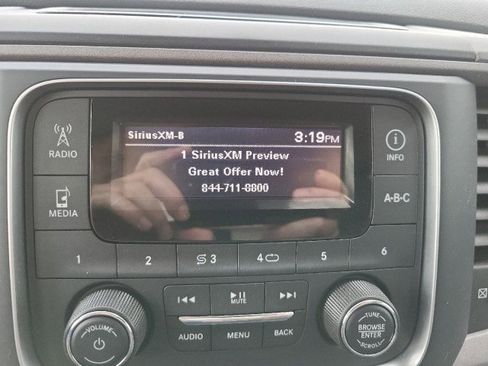 SiriusXM-B 3:19PM
1 SiriusXM Preview
Great Offer Now!
844-711-8800
RADIO
MEDIA
INFO
A-B-C
1 2 3 4 5 6
MUTE
AUDIO MENU BACK
VOLUME
TUNE
BROWSE
ENTER
SCROLL